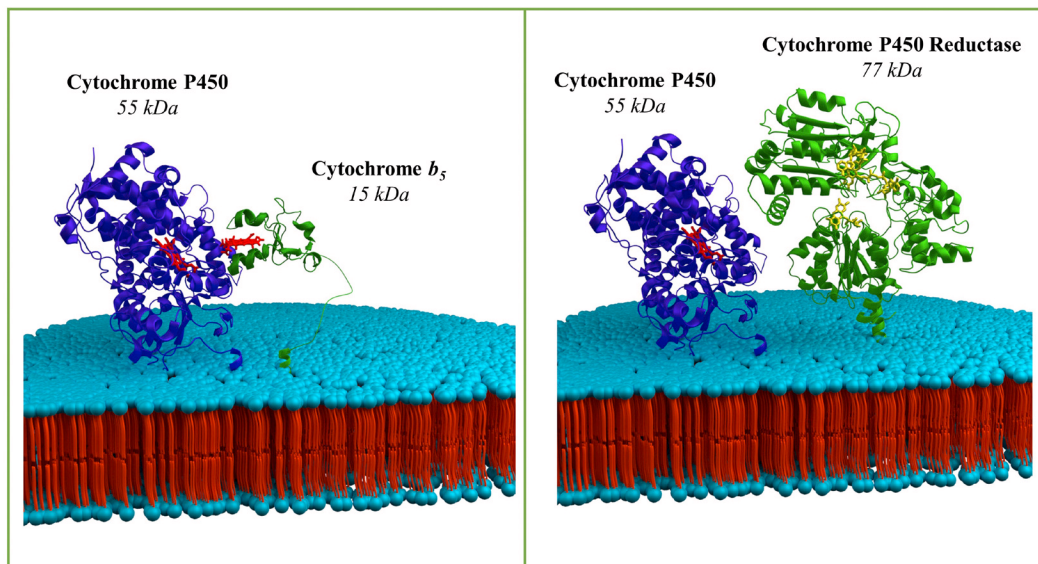 Cytochrome P450
55 kDa
Cytochrome b₅
15 kDa
Cytochrome P450 Reductase
77 kDa
Cytochrome P450
55 kDa